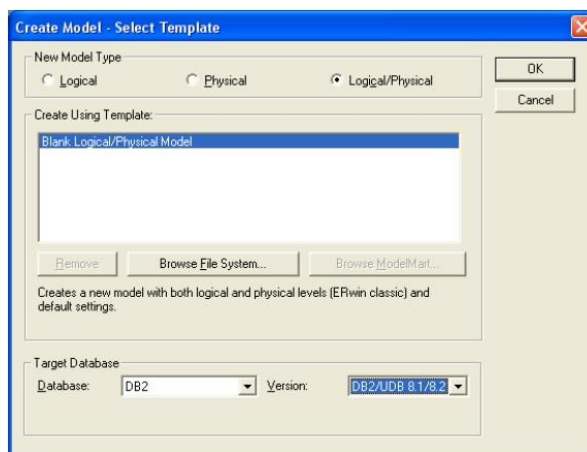 Create Model - Select Template
New Model Type
Logical
Physical
Logical/Physical
OK
Cancel
Create Using Template:
Blank Logical/Physical Model
Remove
Browse File System...
Browse ModelMart...
Creates a new model with both logical and physical levels (ERwin classic) and
default settings.
Target Database
Database:
DB2
Version:
DB2/UDB 8.1/8.2